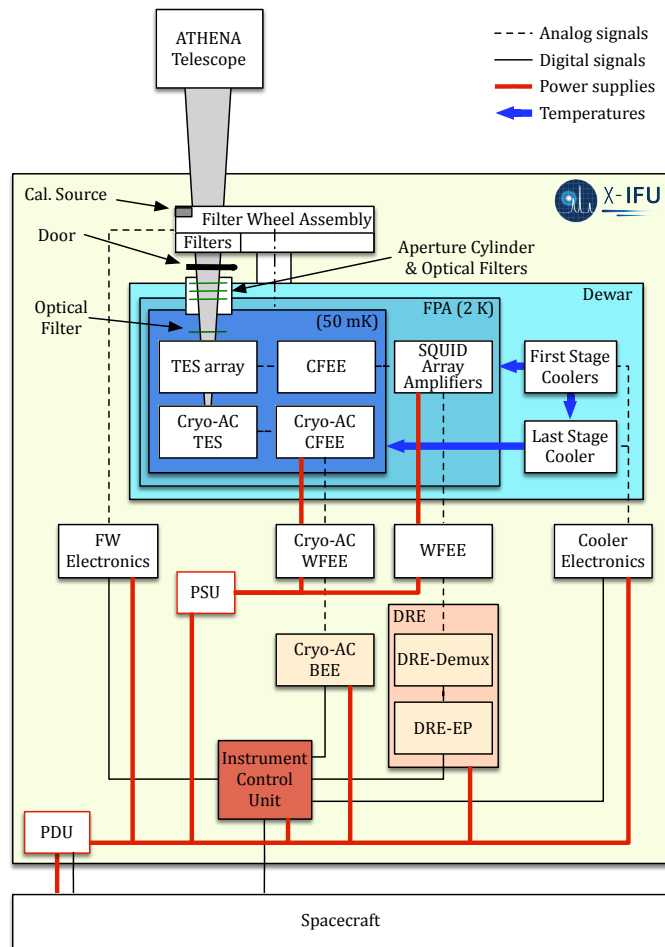 ATHENA
Telescope
Analog signals
Digital signals
Power supplies
Temperatures
X-IFU
Cal. Source
Filter Wheel Assembly
Filters
Door
Aperture Cylinder
& Optical Filters
Dewar
FPA (2 K)
(50 mK)
Optical
Filter
TES array
CFEE
SQUID
Array
Amplifiers
First Stage
Coolers
Cryo-AC
TES
Cryo-AC
CFEE
Last Stage
Cooler
FW
Electronics
Cryo-AC
WFEE
WFEE
Cooler
Electronics
PSU
DRE
Cryo-AC
BEE
DRE-Demux
DRE-EP
Instrument
Control
Unit
PDU
Spacecraft